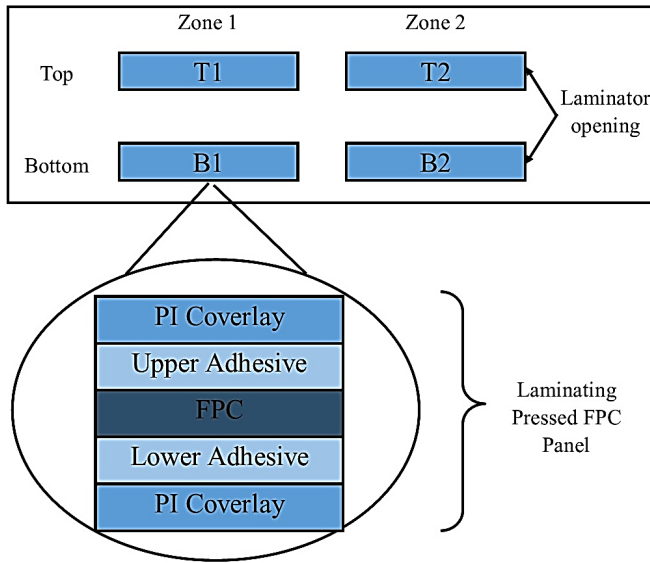 Zone 1
Zone 2
Top
T1
T2
Laminator
opening
Bottom
B1
B2
PI Coverlay
Upper Adhesive
FPC
Lower Adhesive
PI Coverlay
Laminating
Pressed FPC
Panel